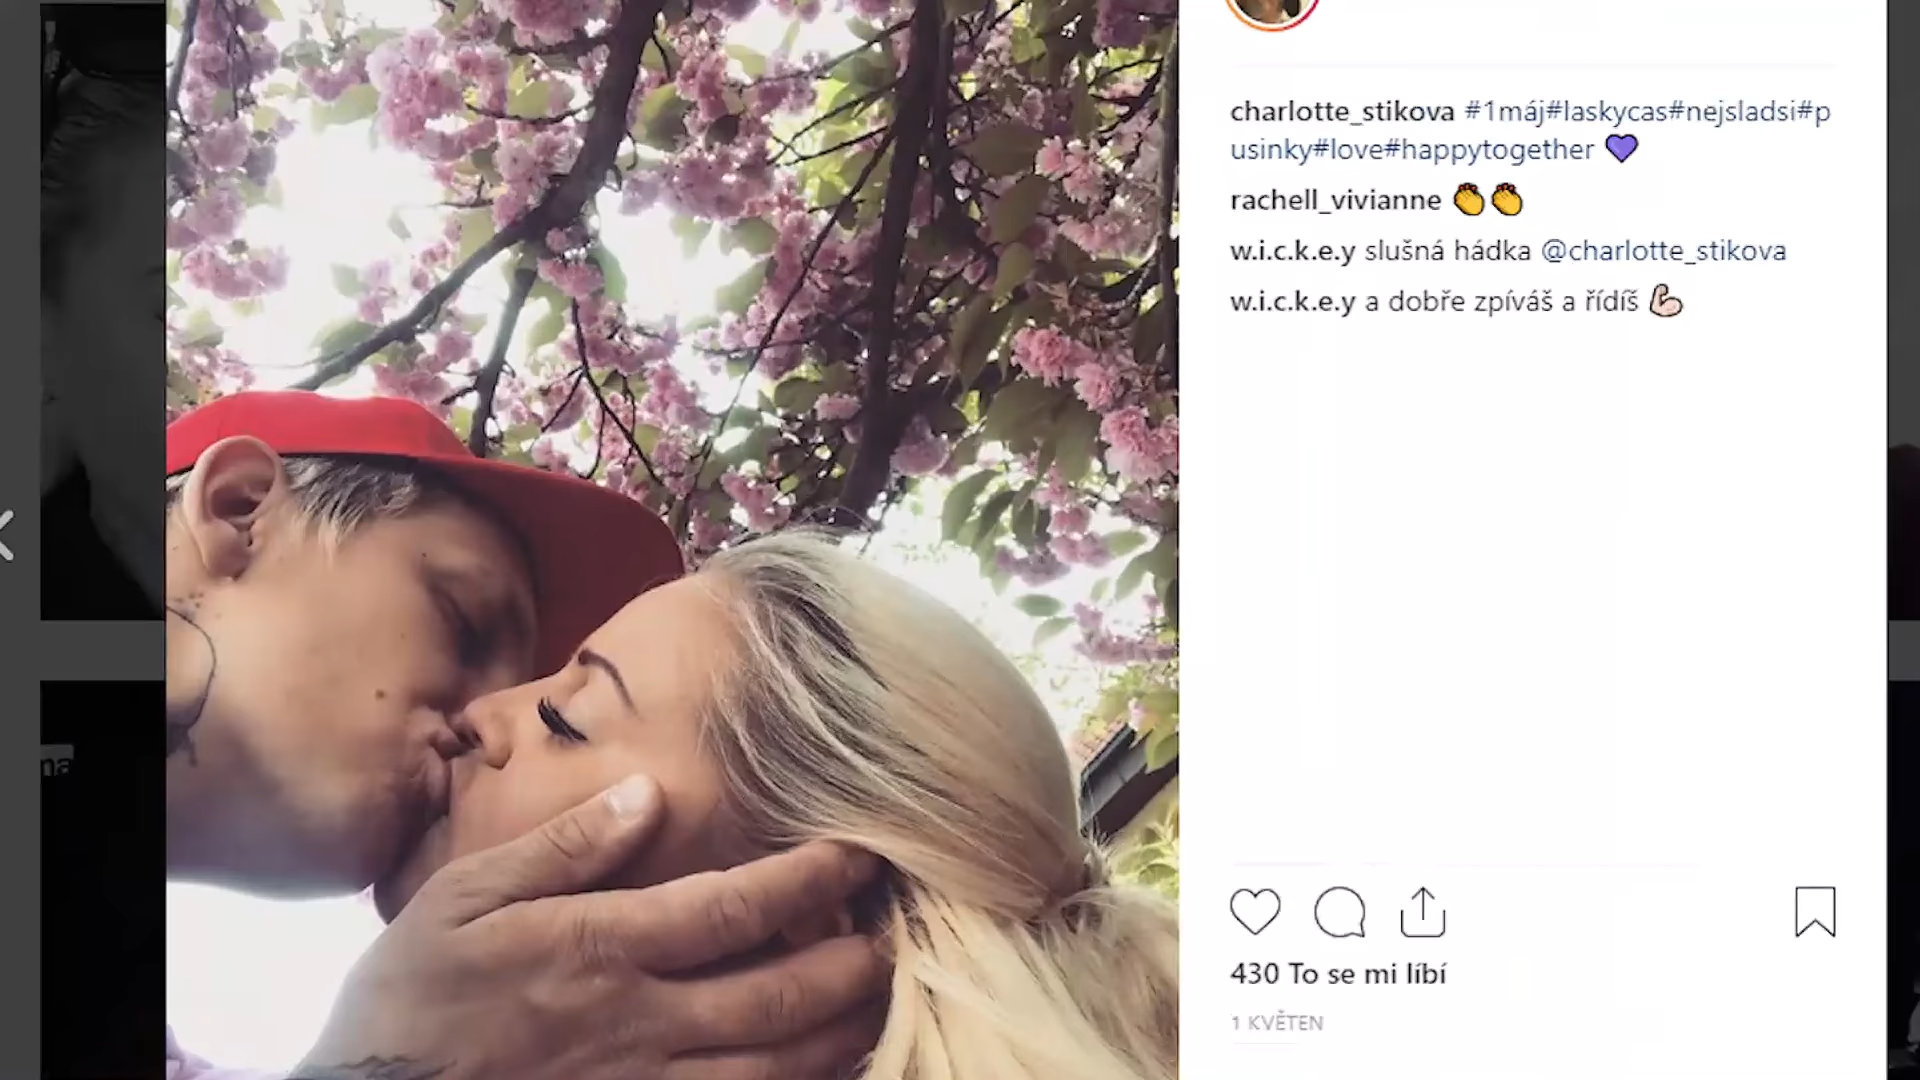 charlotte_stikova #1máj#laskycas#nejsladsi#p
usinky#love#happytogether 💜
rachell_vivianne 👏👏
w.i.c.k.e.y slušná hádka @charlotte_stikova
w.i.c.k.e.y a dobře zpíváš a řídíš 💪🏻
na
430 To se mi líbí
1 KVĚTEN